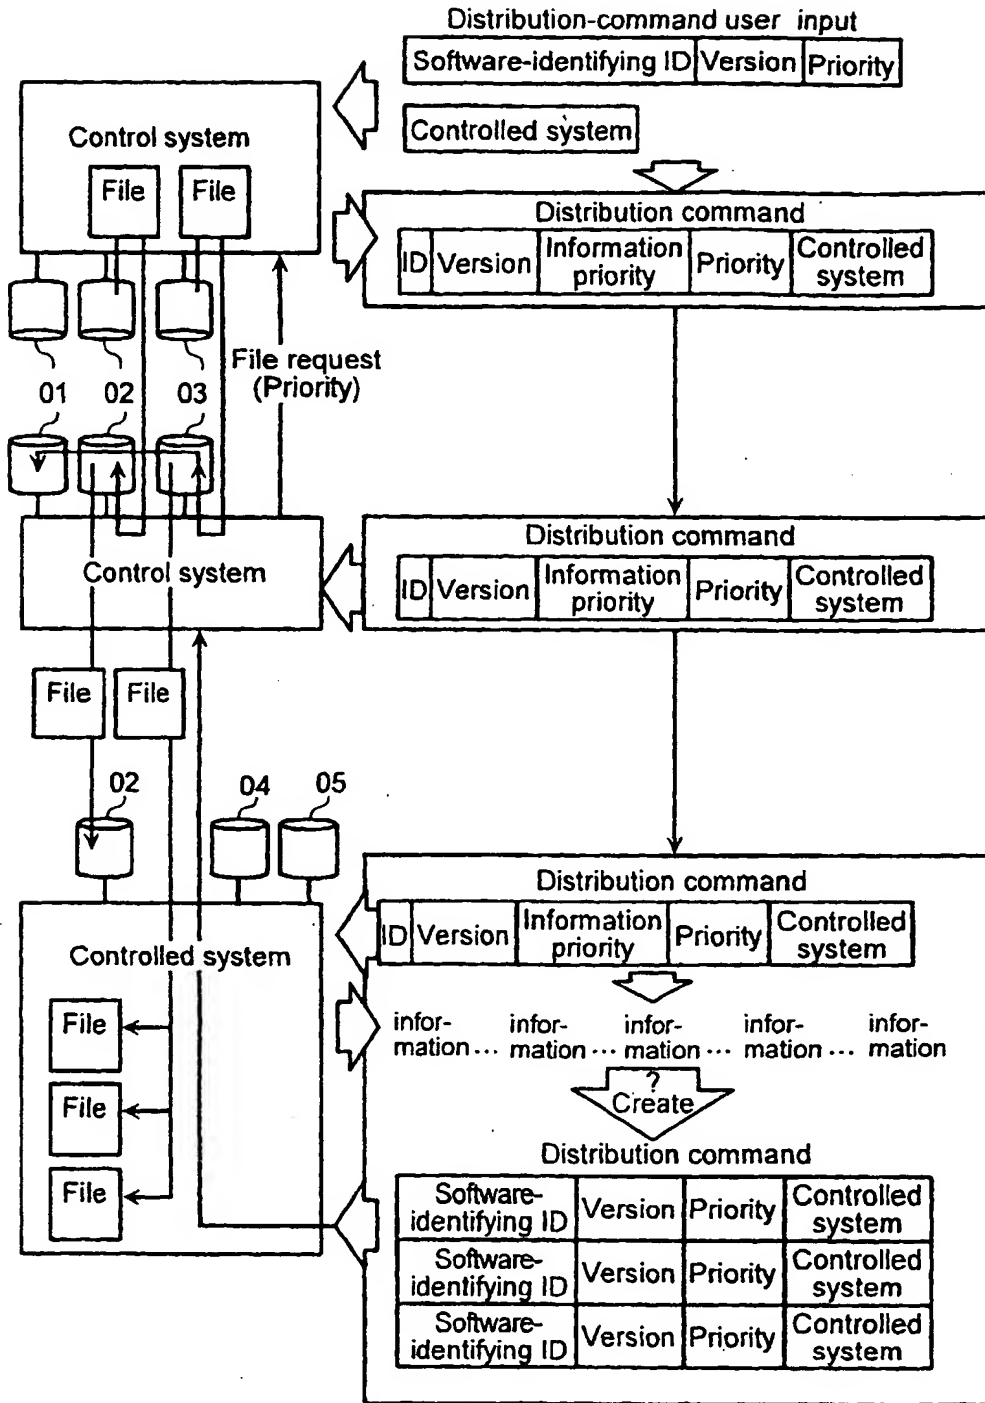 Distribution-command user input
Software-identifying ID Version Priority
Controlled system
Control system
File File
Distribution command
ID Version Information priority Priority Controlled system
File request
(Priority)
01 02 03
Distribution command
ID Version Information priority Priority Controlled system
Control system
File File
02 04 05
Distribution command
ID Version Information priority Priority Controlled system
Controlled system
infor- infor- infor- infor- infor-
mation ... mation ... mation ... mation ... mation
File
File
File
?
Create
Distribution command
Software-identifying ID Version Priority Controlled system
Software-identifying ID Version Priority Controlled system
Software-identifying ID Version Priority Controlled system